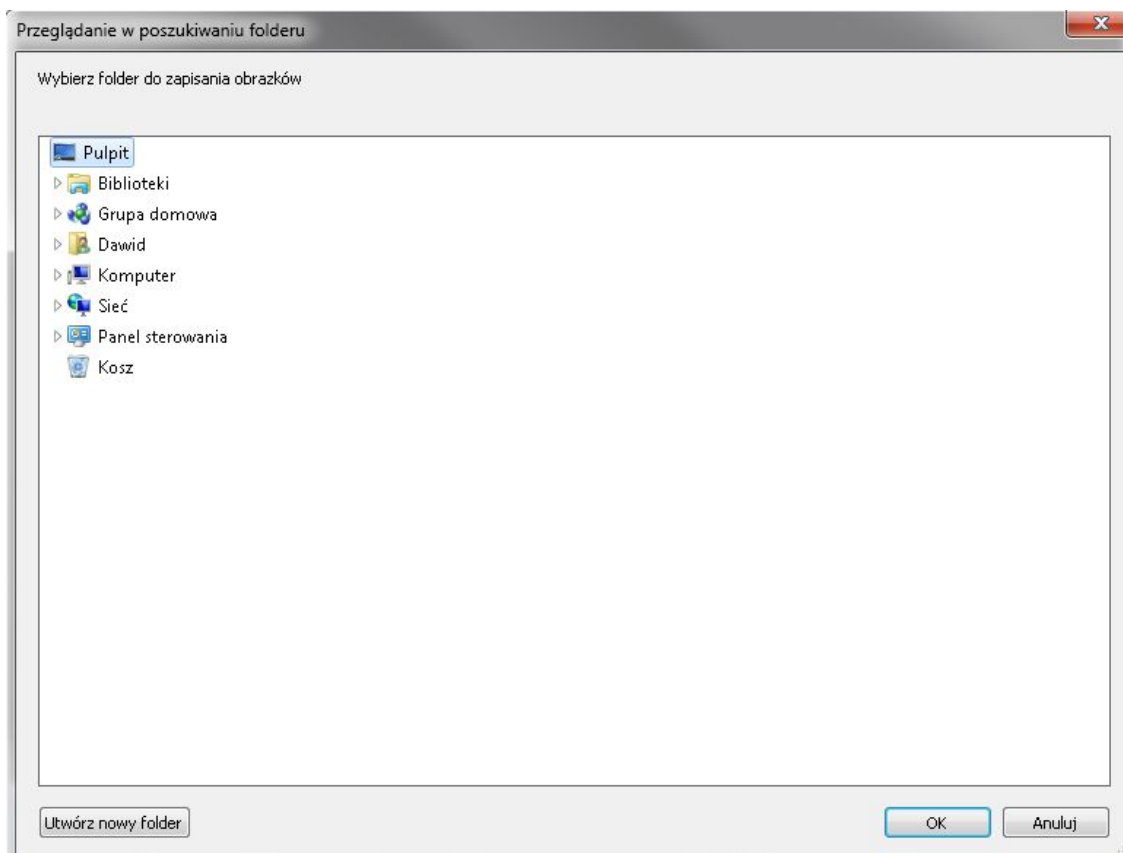 Przeglądanie w poszukiwaniu folderu
Wybierz folder do zapisania obrazków
Pulpit
Biblioteki
Grupa domowa
Dawid
Komputer
Sieć
Panel sterowania
Kosz
Utwórz nowy folder
OK
Anuluj